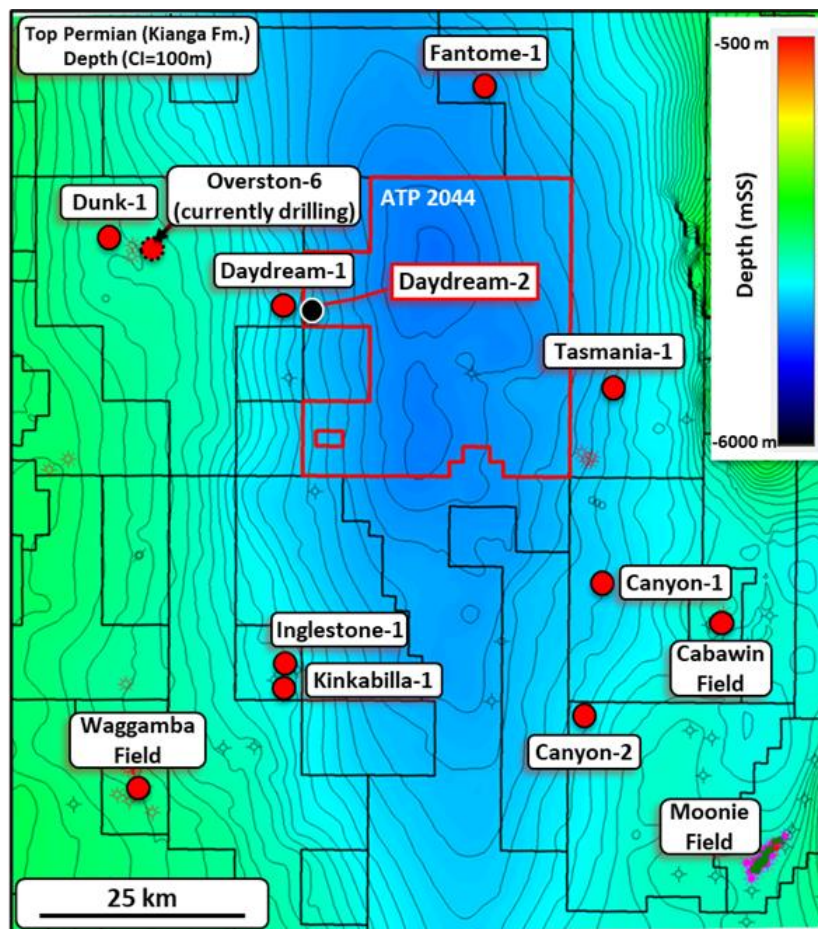 Top Permian (Kianga Fm.)
Depth (CI=100m)
Fantome-1
-500 m
Depth (mSS)
-6000 m
Overston-6
(currently drilling)
Dunk-1
ATP 2044
Daydream-1
Daydream-2
Tasmania-1
Canyon-1
Inglestone-1
Cabawin
Field
Kinkabilla-1
Waggamba
Field
Canyon-2
Moonie
Field
25 km